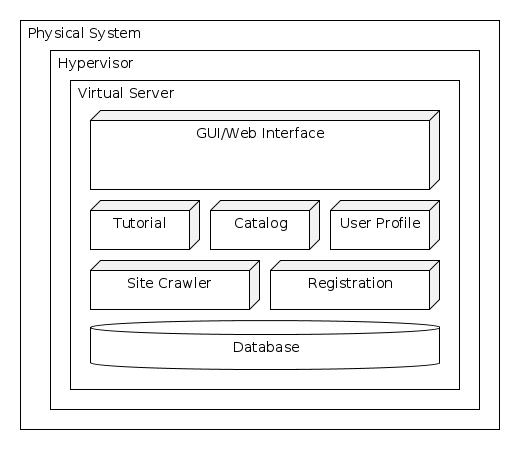 Physical System
Hypervisor
Virtual Server
GUI/Web Interface
Tutorial
Catalog
User Profile
Site Crawler
Registration
Database